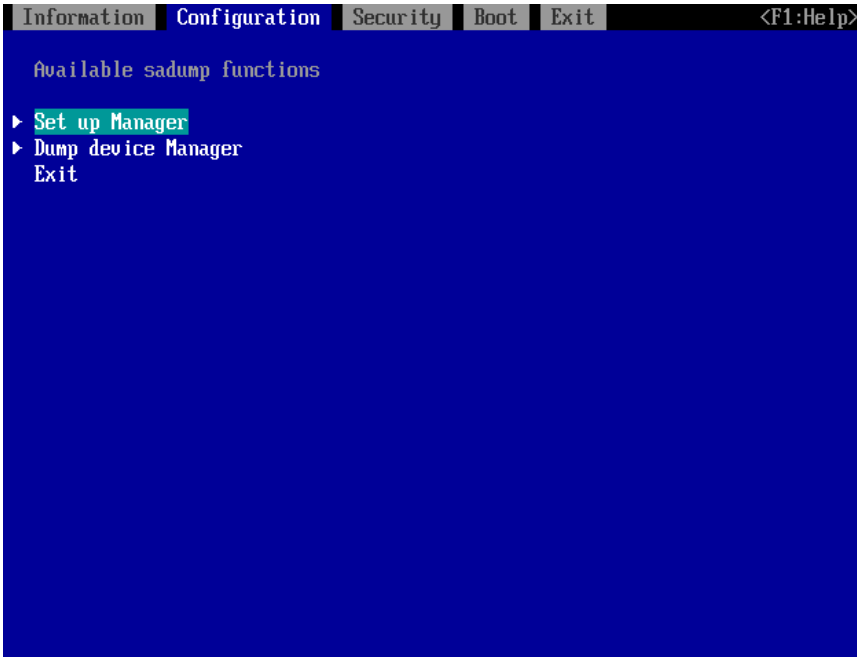 Information Configuration Security Boot Exit <F1:Help>
Available sadump functions
Set up Manager
Dump device Manager
Exit